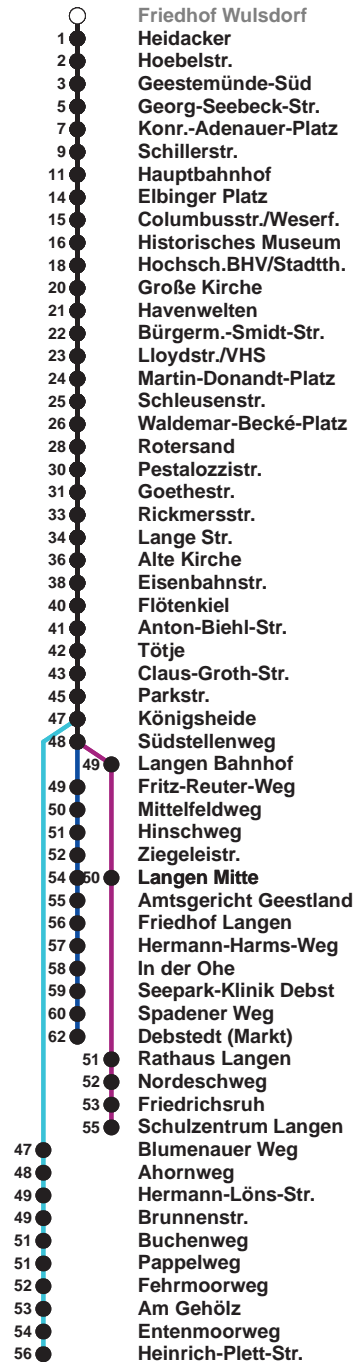 Friedhof Wulsdorf
1 Heidacker
2 Hoebelstr.
3 Geestemünde-Süd
5 Georg-Seebeck-Str.
7 Konr.-Adenauer-Platz
9 Schillerstr.
11 Hauptbahnhof
14 Elbinger Platz
15 Columbusstr./Weserf.
16 Historisches Museum
18 Hochsch.BHV/Stadtth.
20 Große Kirche
21 Havenwelten
22 Bürgerm.-Smidt-Str.
23 Lloydstr./VHS
24 Martin-Donandt-Platz
25 Schleusenstr.
26 Waldemar-Becké-Platz
28 Rotersand
30 Pestalozzistr.
31 Goethestr.
33 Rickmersstr.
34 Lange Str.
36 Alte Kirche
38 Eisenbahnstr.
40 Flötenkiel
41 Anton-Biehl-Str.
42 Tötje
43 Claus-Groth-Str.
45 Parkstr.
47 Königsheide
48 Südstellenweg
49 Langen Bahnhof
49 Fritz-Reuter-Weg
50 Mittelfeldweg
51 Hinschweg
52 Ziegeleistr.
54 50 Langen Mitte
55 Amtsgericht Geestland
56 Friedhof Langen
57 Hermann-Harms-Weg
58 In der Ohe
59 Seepark-Klinik Debst
60 Spadener Weg
62 Debstedt (Markt)
51 Rathaus Langen
52 Nordeschweg
53 Friedrichsruh
55 Schulzentrum Langen
47 Blumenauer Weg
48 Ahornweg
49 Hermann-Löns-Str.
49 Brunnenstr.
51 Buchenweg
51 Pappelweg
52 Fehrmoorweg
53 Am Gehölz
54 Entenmoorweg
56 Heinrich-Plett-Str.